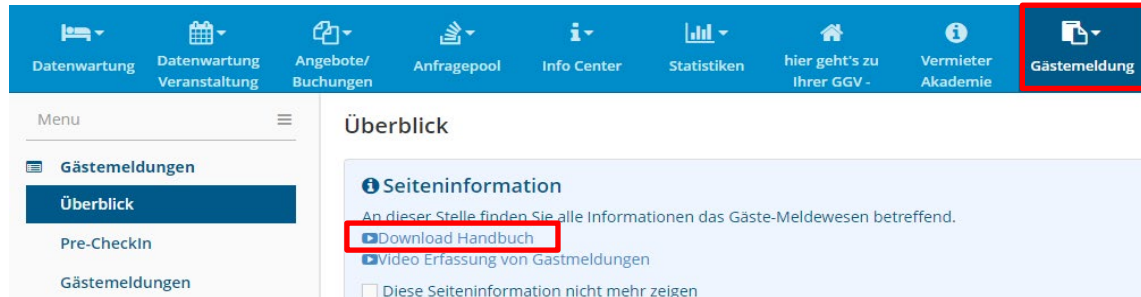 Datenwartung
Datenwartung Veranstaltung
Angebote/ Buchungen
Anfragepool
Info Center
Statistiken
hier geht's zu Ihrer GGV -
Vermieter Akademie
Gästemeldung
Menu
Gästemeldungen
Überblick
Pre-CheckIn
Gästemeldungen
Überblick
Seiteninformation
An dieser Stelle finden Sie alle Informationen das Gäste-Meldewesen betreffend.
Download Handbuch
Video Erfassung von Gastmeldungen
Diese Seiteninformation nicht mehr zeigen